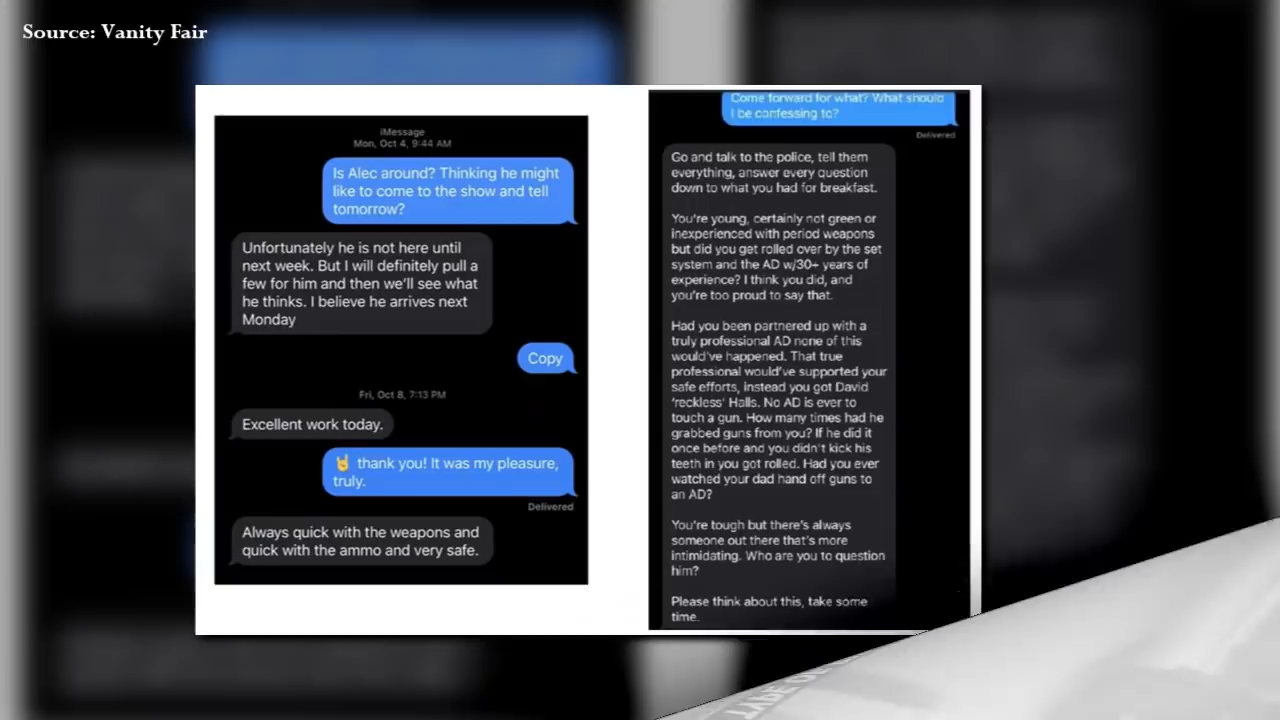 Source: Vanity Fair
iMessage
Mon, Oct 4, 9:44 AM
Is Alec around? Thinking he might
like to come to the show and tell
tomorrow?
Unfortunately he is not here until
next week. But I will definitely pull a
few for him and then we'll see what
he thinks. I believe he arrives next
Monday
Copy
Fri, Oct 8, 7:13 PM
Excellent work today.
🤘 thank you! It was my pleasure,
truly.
Delivered
Always quick with the weapons and
quick with the ammo and very safe.
Come forward for what? What should
I be confessing to?
Delivered
Go and talk to the police, tell them
everything, answer every question
down to what you had for breakfast.
You're young, certainly not green or
inexperienced with period weapons
but did you get rolled over by the set
system and the AD w/30+ years of
experience? I think you did, and
you're too proud to say that.
Had you been partnered up with a
truly professional AD none of this
would've happened. That true
professional would've supported your
safe efforts, instead you got David
'reckless' Halls. No AD is ever to
touch a gun. How many times had he
grabbed guns from you? If he did it
once before and you didn't kick his
teeth in you got rolled. Had you ever
watched your dad hand off guns to
an AD?
You're tough but there's always
someone out there that's more
intimidating. Who are you to question
him?
Please think about this, take some
time.
TYPE OF